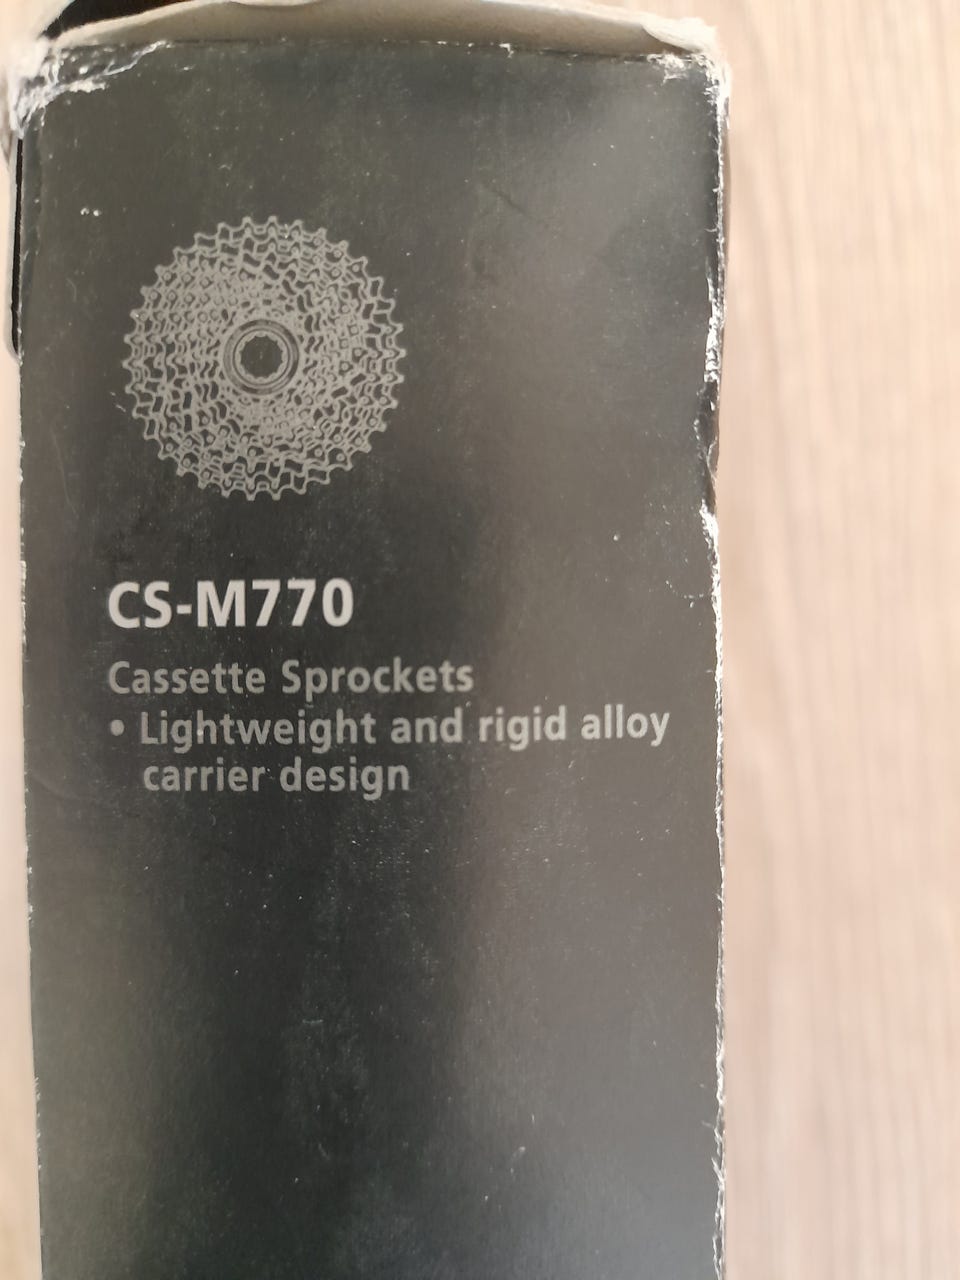 CS-M770
Cassette Sprockets
• Lightweight and rigid alloy
carrier design